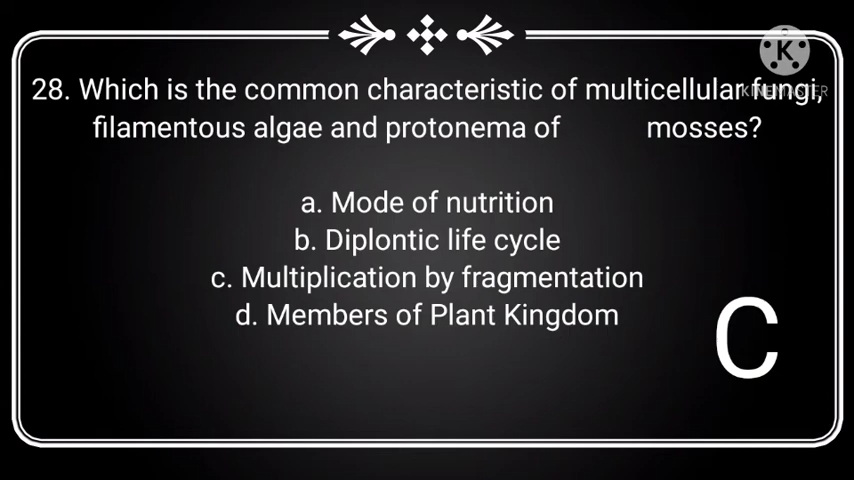 28. Which is the common characteristic of multicellular fungi,
filamentous algae and protonema of mosses?
a. Mode of nutrition
b. Diplontic life cycle
c. Multiplication by fragmentation
d. Members of Plant Kingdom
C
K
KINEMASTER